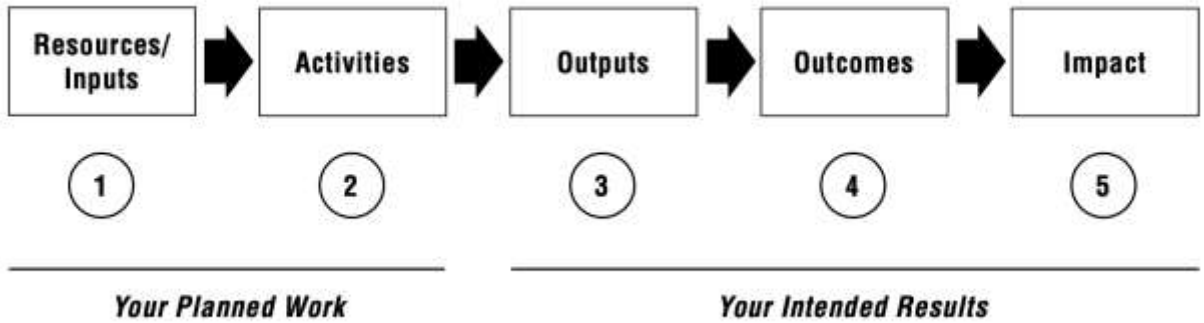 Resources/
Inputs
Activities
Outputs
Outcomes
Impact
1
2
3
4
5
Your Planned Work
Your Intended Results